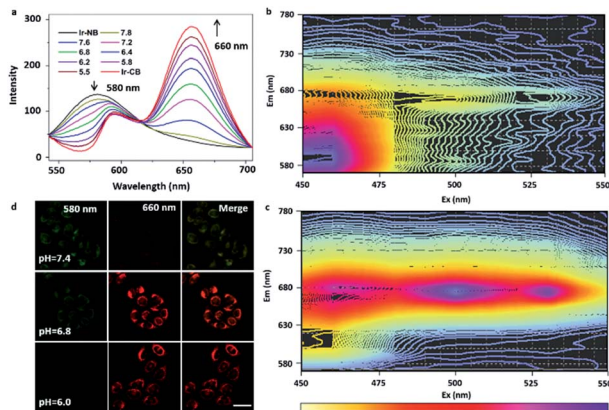 a
300
200
100
0
Intensity
Ir-NB
7.8
7.6
7.2
6.8
6.4
6.2
5.8
5.5
Ir-CB
660 nm
580 nm
550
600
650
700
Wavelength (nm)
b
780
730
680
630
580
Em (nm)
450
475
500
525
550
Ex (nm)
d
580 nm
660 nm
Merge
pH=7.4
pH=6.8
pH=6.0
c
780
730
680
630
580
Em (nm)
450
475
500
525
550
Ex (nm)